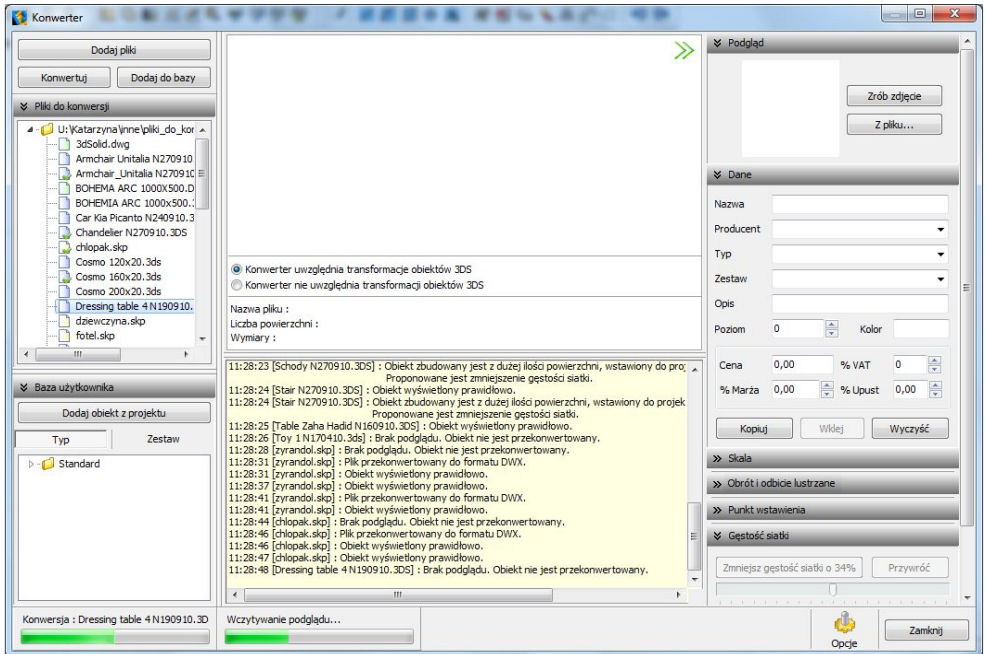 Konwerter
Dodaj pliki
Konwertuj
Dodaj do bazy
Pliki do konwersji
U:\Katarzyna\inne\pliki_do_kor
3dSolid.dwg
Armchair Unitalia N270910
Armchair_Unitalia N270910
BOHEMA ARC 1000X500.D
BOHEMIA ARC 1000x500.
Car Kia Picanto N240910.3
Chandelier N270910.3DS
chlopak.skp
Cosmo 120x20.3ds
Cosmo 160x20.3ds
Cosmo 200x20.3ds
Dressing table 4 N190910.
dziewczyna.skp
fotel.skp
Baza użytkownika
Dodaj obiekt z projektu
Typ
Zestaw
Standard
Konwerter uwzględnia transformacje obiektów 3DS
Konwerter nie uwzględnia transformacji obiektów 3DS
Nazwa pliku :
Liczba powierzchni :
Wymiary :
11:28:23 [Schody N270910.3DS] : Obiekt zbudowany jest z dużej ilości powierzchni, wstawiony do proj
Proponowane jest zmniejszenie gęstości siatki.
11:28:24 [Stair N270910.3DS] : Obiekt wyświetlony prawidłowo.
11:28:24 [Stair N270910.3DS] : Obiekt zbudowany jest z dużej ilości powierzchni, wstawiony do projek
Proponowane jest zmniejszenie gęstości siatki.
11:28:25 [Table Zaha Hadid N160910.3DS] : Obiekt wyświetlony prawidłowo.
11:28:26 [Toy 1 N170410.3ds] : Brak podglądu. Obiekt nie jest przekonwertowany.
11:28:28 [zyrandol.skp] : Brak podglądu. Obiekt nie jest przekonwertowany.
11:28:31 [zyrandol.skp] : Plik przekonwertowany do formatu DWX.
11:28:31 [zyrandol.skp] : Obiekt wyświetlony prawidłowo.
11:28:37 [zyrandol.skp] : Obiekt wyświetlony prawidłowo.
11:28:41 [zyrandol.skp] : Plik przekonwertowany do formatu DWX.
11:28:41 [zyrandol.skp] : Obiekt wyświetlony prawidłowo.
11:28:44 [chlopak.skp] : Brak podglądu. Obiekt nie jest przekonwertowany.
11:28:46 [chlopak.skp] : Plik przekonwertowany do formatu DWX.
11:28:46 [chlopak.skp] : Obiekt wyświetlony prawidłowo.
11:28:47 [chlopak.skp] : Obiekt wyświetlony prawidłowo.
11:28:48 [Dressing table 4 N190910.3DS] : Brak podglądu. Obiekt nie jest przekonwertowany.
Podgląd
Zrób zdjęcie
Z pliku...
Dane
Nazwa
Producent
Typ
Zestaw
Opis
Poziom 0 Kolor
Cena 0,00 % VAT 0
% Marża 0,00 % Upust 0,00
Kopiuj Wklej Wyczyść
Skala
Obrót i odbicie lustrzane
Punkt wstawienia
Gęstość siatki
Zmniejsz gęstość siatki o 34% Przywróć
Konwersja : Dressing table 4 N190910.3D
Wczytywanie podglądu...
Opcje
Zamknij